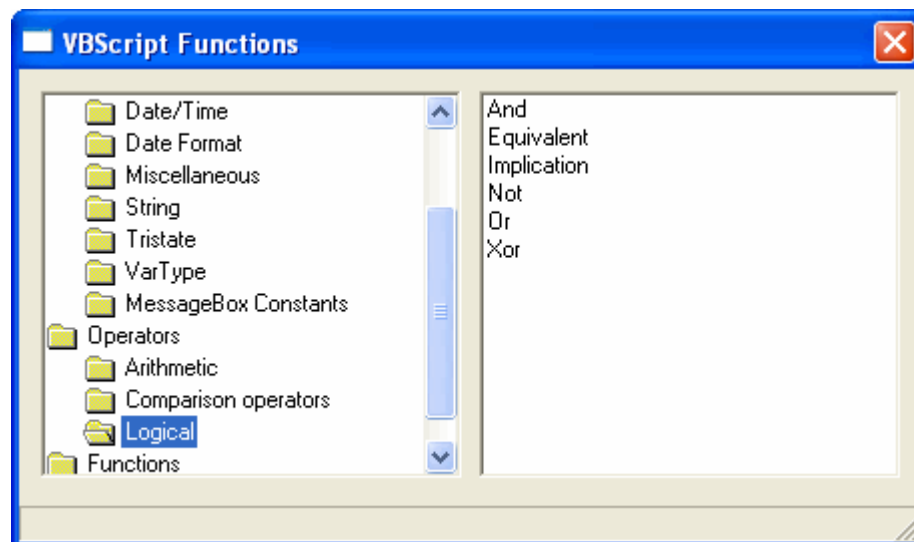 VBScript Functions
Date/Time
Date Format
Miscellaneous
String
Tristate
VarType
MessageBox Constants
Operators
Arithmetic
Comparison operators
Logical
Functions
And
Equivalent
Implication
Not
Or
Xor